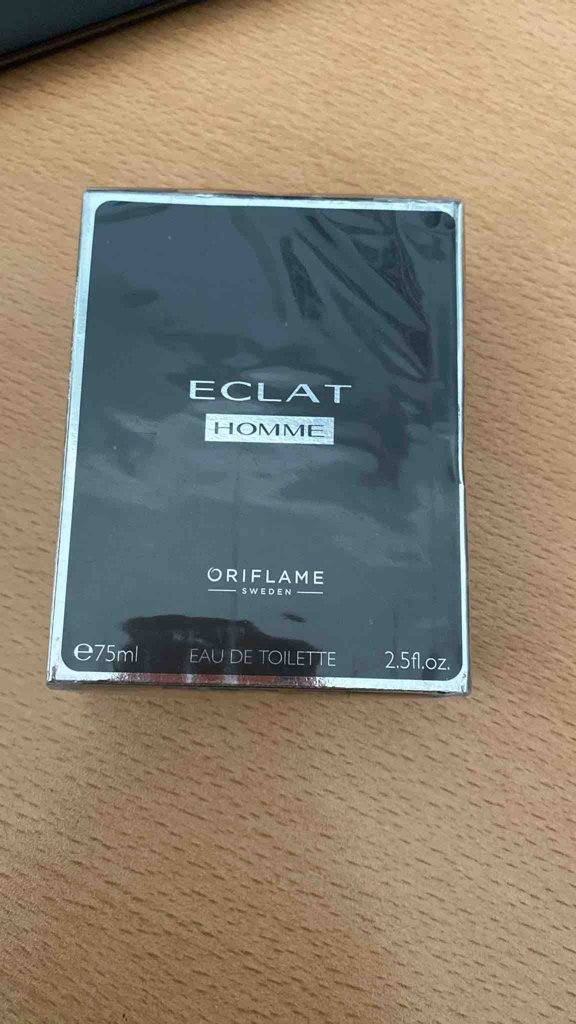 ECLAT
HOMME
ORIFLAME
SWEDEN
℮75ml EAU DE TOILETTE 2.5fl.oz.